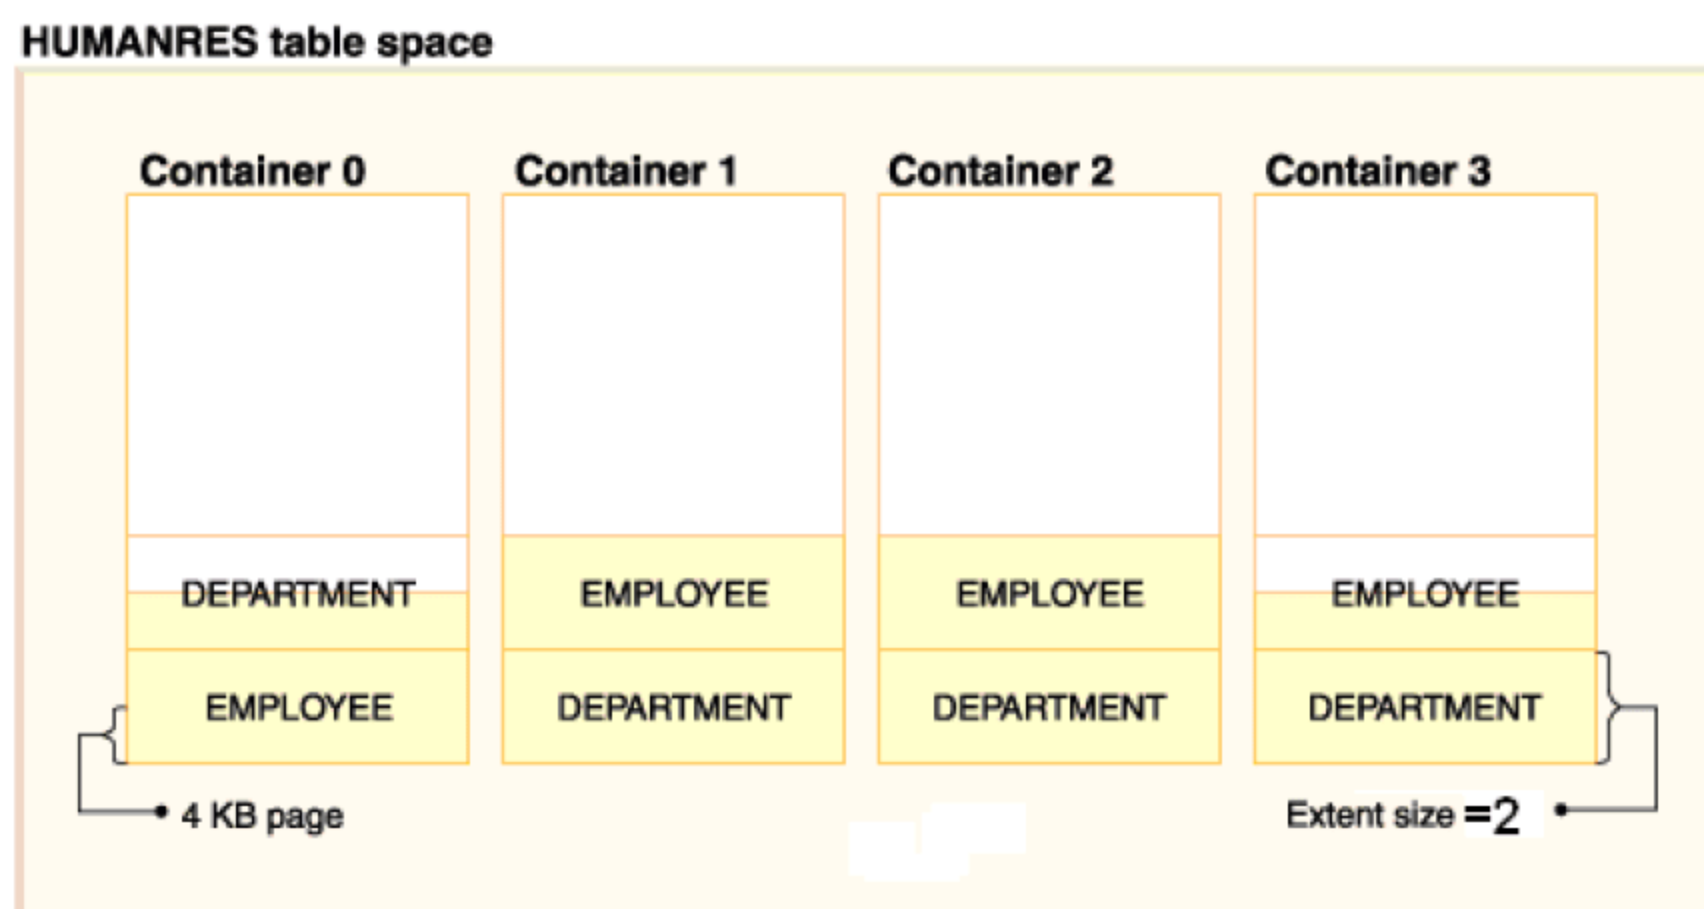 HUMANRES table space
Container 0 Container 1 Container 2 Container 3
DEPARTMENT EMPLOYEE EMPLOYEE EMPLOYEE
EMPLOYEE DEPARTMENT DEPARTMENT DEPARTMENT
4 KB page Extent size =2